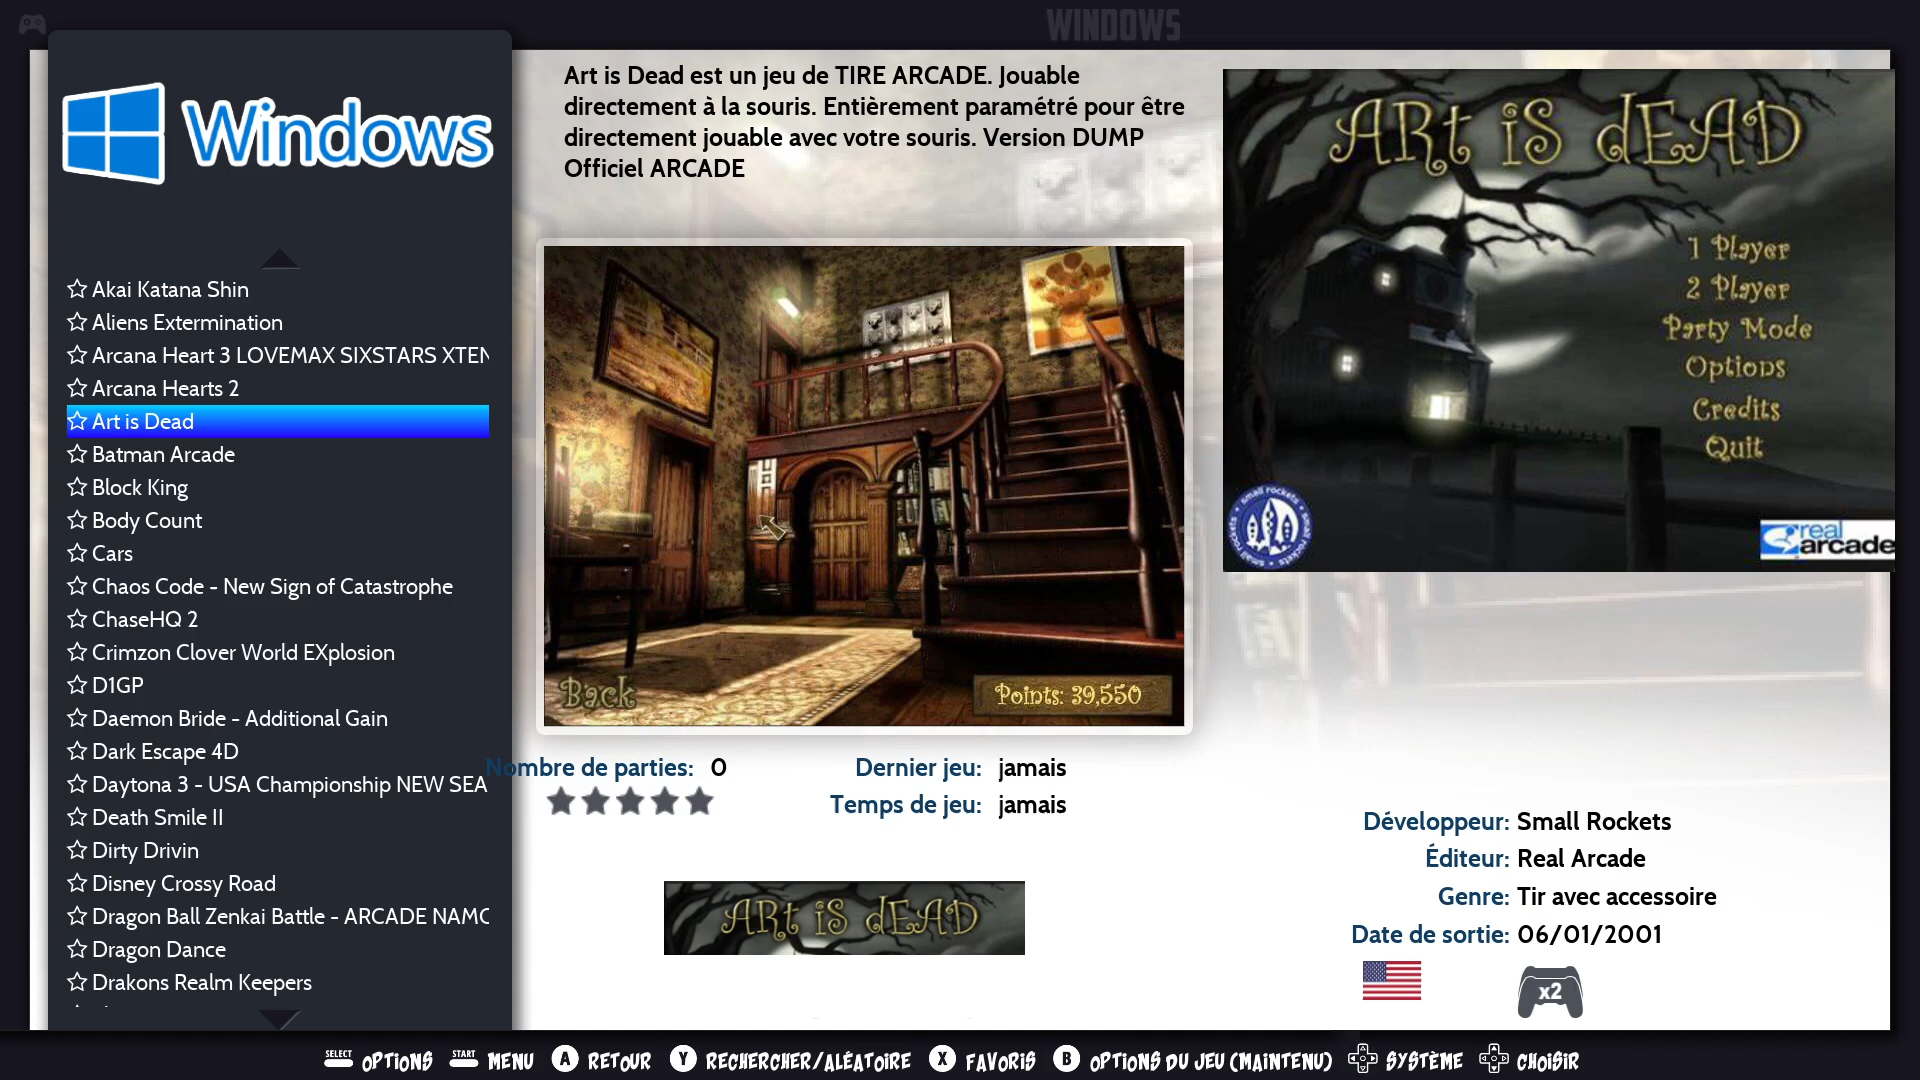 WINDOWS
Windows
Akai Katana Shin
Aliens Extermination
Arcana Heart 3 LOVEMAX SIXSTARS XTEN
Arcana Hearts 2
Art is Dead
Batman Arcade
Block King
Body Count
Cars
Chaos Code - New Sign of Catastrophe
ChaseHQ 2
Crimzon Clover World EXplosion
D1GP
Daemon Bride - Additional Gain
Dark Escape 4D
Daytona 3 - USA Championship NEW SEA
Death Smile II
Dirty Drivin
Disney Crossy Road
Dragon Ball Zenkai Battle - ARCADE NAMC
Dragon Dance
Drakons Realm Keepers
Art is Dead est un jeu de TIRE ARCADE. Jouable
directement à la souris. Entièrement paramétré pour être
directement jouable avec votre souris. Version DUMP
Officiel ARCADE
Back
Points: 39,550
ARt iS dEAD
1 Player
2 Player
Party Mode
Options
Credits
Quit
small rockets
small rockets
real
arcade
Nombre de parties: 0
Dernier jeu: jamais
Temps de jeu: jamais
ARt iS dEAD
Développeur: Small Rockets
Éditeur: Real Arcade
Genre: Tir avec accessoire
Date de sortie: 06/01/2001
x2
SELECT OPTIONS START MENU A RETOUR Y RECHERCHER/ALÉATOIRE X FAVORIS B OPTIONS DU JEU (MAINTENU) SYSTÈME CHOISIR